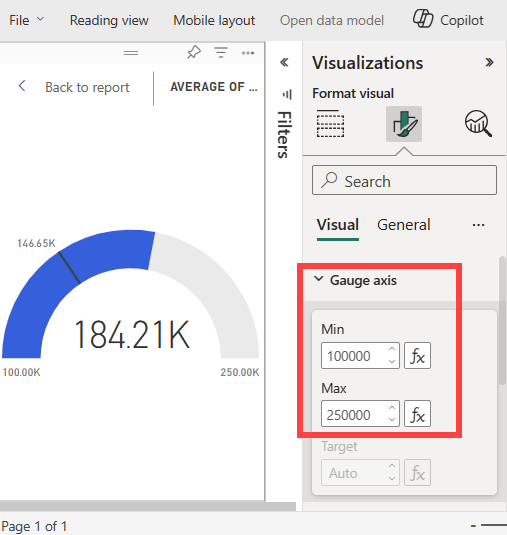 File Reading view Mobile layout Open data model Copilot
Back to report AVERAGE OF ...
146.65K
184.21K
100.00K 250.00K
Filters
Visualizations
Format visual
Search
Visual General
Gauge axis
Min
100000 fx
Max
250000 fx
Target
Auto fx
Page 1 of 1